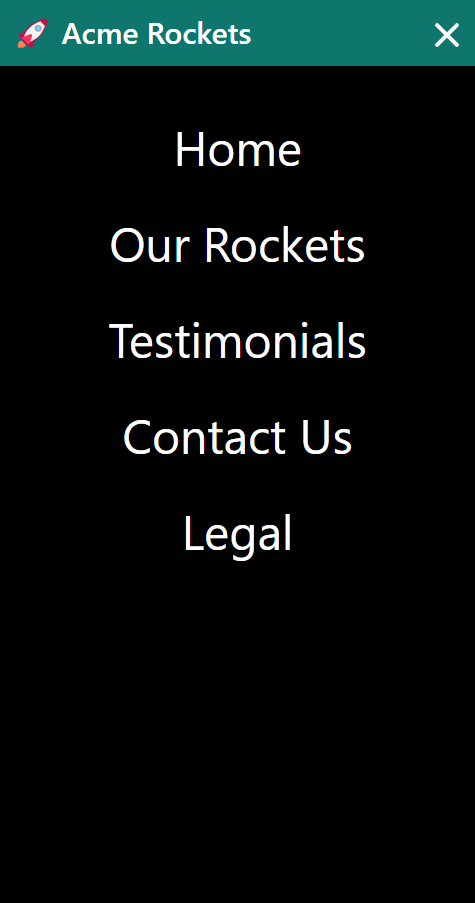 🚀 Acme Rockets
Home
Our Rockets
Testimonials
Contact Us
Legal